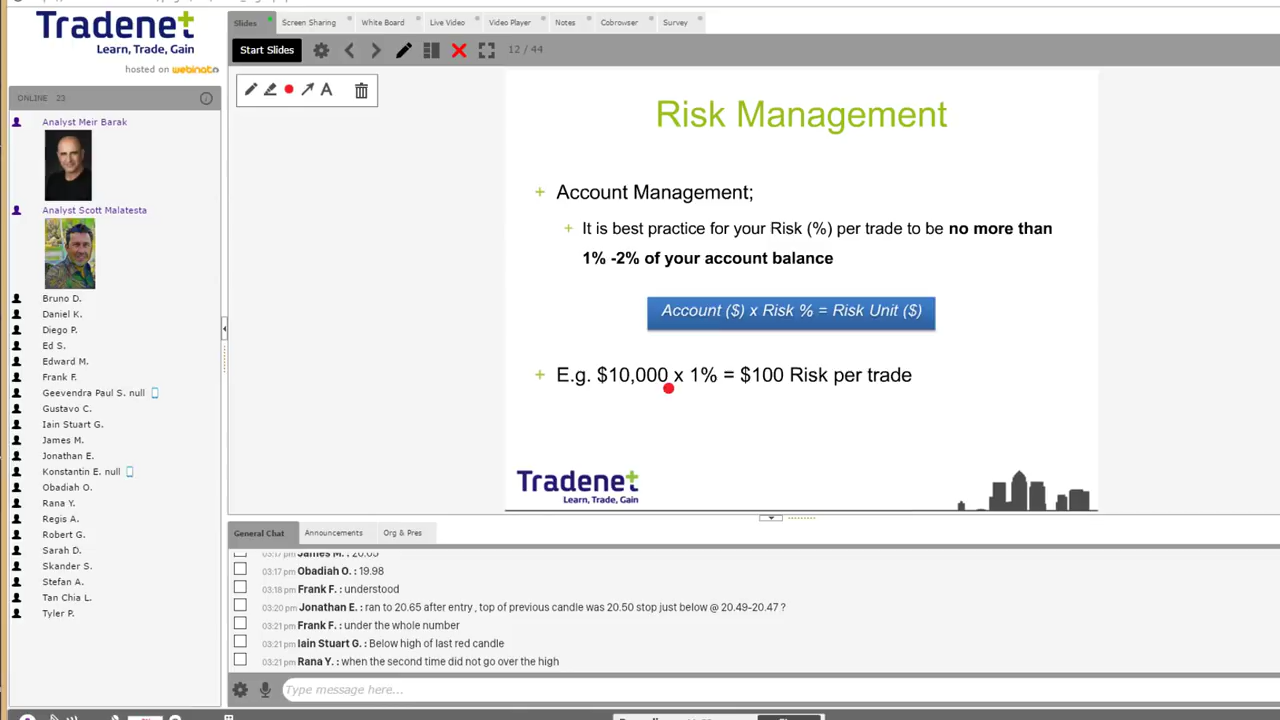 Tradenet
Learn, Trade, Gain
hosted on webinato
ONLINE 23
Analyst Meir Barak
Analyst Scott Malatesta
Bruno D.
Daniel K.
Diego P.
Ed S.
Edward M.
Frank F.
Geevendra Paul S. null
Gustavo C.
Iain Stuart G.
James M.
Jonathan E.
Konstantin E. null
Obadiah O.
Rana Y.
Regis A.
Robert G.
Sarah D.
Skander S.
Stefan A.
Tan Chia L.
Tyler P.
Slides
Screen Sharing
White Board
Live Video
Video Player
Notes
Cobrowser
Survey
Start Slides
12 / 44
A
Risk Management
+ Account Management;
+ It is best practice for your Risk (%) per trade to be no more than
1% -2% of your account balance
Account ($) x Risk % = Risk Unit ($)
+ E.g. $10,000 x 1% = $100 Risk per trade
Tradenet
Learn, Trade, Gain
General Chat
Announcements
Org & Pres
03:17 pm James M. : 20.05
03:17 pm Obadiah O. : 19.98
03:18 pm Frank F. : understood
03:20 pm Jonathan E. : ran to 20.65 after entry , top of previous candle was 20.50 stop just below @ 20.49-20.47 ?
03:21 pm Frank F. : under the whole number
03:21 pm Iain Stuart G. : Below high of last red candle
03:21 pm Rana Y. : when the second time did not go over the high
Type message here...